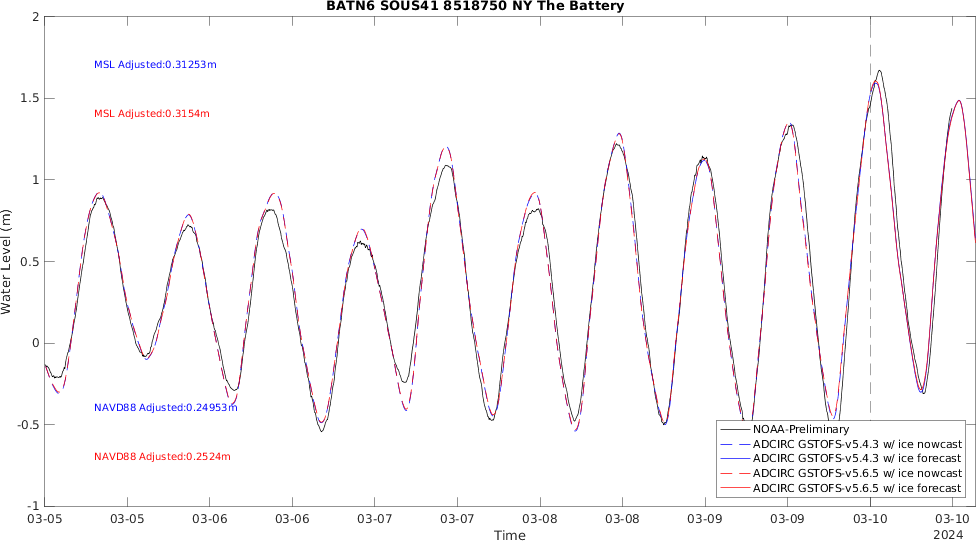 BATN6 SOUS41 8518750 NY The Battery
2
1.5
1
0.5
0
-0.5
-1
Water Level (m)
MSL Adjusted:0.31253m
MSL Adjusted:0.3154m
NAVD88 Adjusted:0.24953m
NAVD88 Adjusted:0.2524m
NOAA-Preliminary
ADCIRC GSTOFS-v5.4.3 w/ ice nowcast
ADCIRC GSTOFS-v5.4.3 w/ ice forecast
ADCIRC GSTOFS-v5.6.5 w/ ice nowcast
ADCIRC GSTOFS-v5.6.5 w/ ice forecast
03-05 03-05 03-06 03-06 03-07 03-07 03-08 03-08 03-09 03-09 03-10 03-10
2024
Time